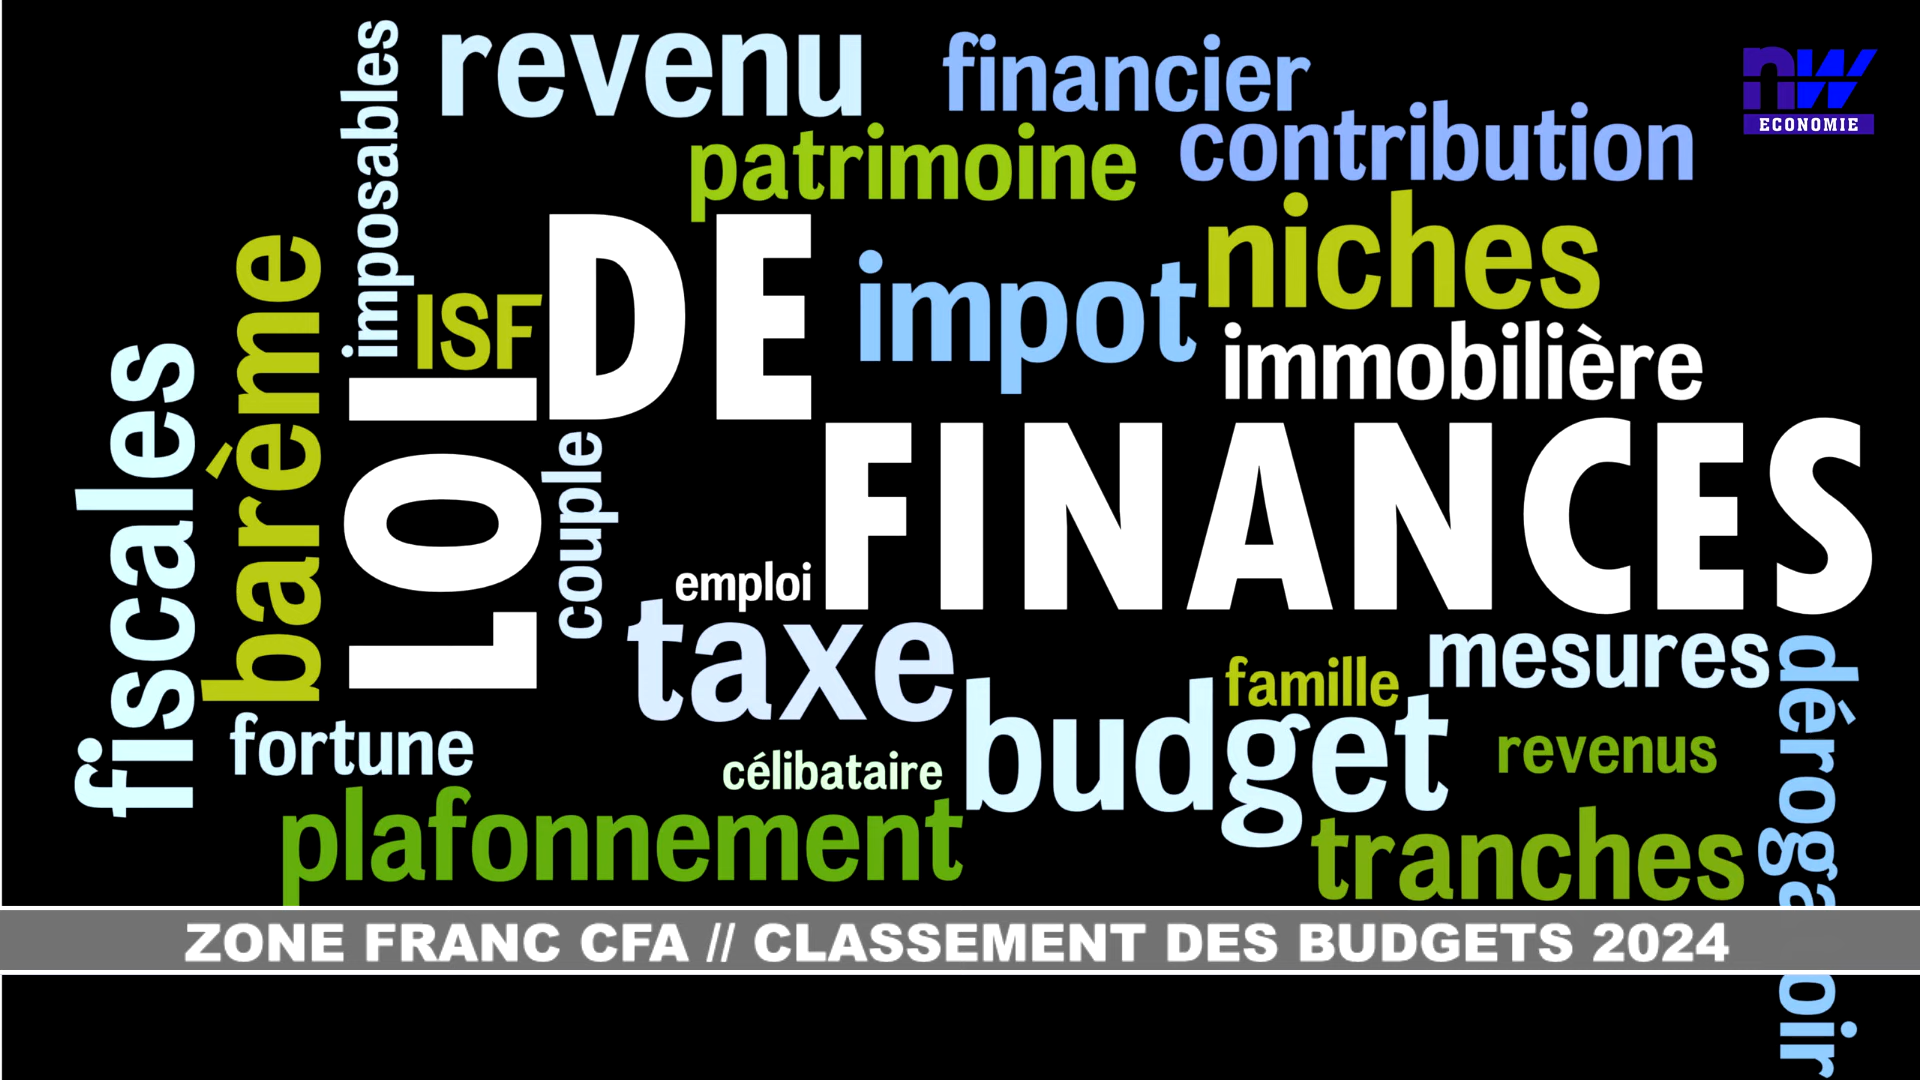 revenu
financier
nw
ECONOMIE
contribution
patrimoine
imposables
niches
barème
ISF
DE
impot
immobilière
fiscales
LOI
couple
FINANCES
emploi
taxe
famille
mesures
budget
fortune
célibataire
revenus
plafonnement
tranches
ZONE FRANC CFA // CLASSEMENT DES BUDGETS 2024